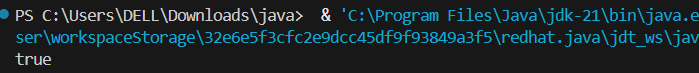 PS C:\Users\DELL\Downloads\java>  & 'C:\Program Files\Java\jdk-21\bin\java.e
ser\workspaceStorage\32e6e5f3cfc2e9dcc45df9f93849a3f5\redhat.java\jdt_ws\jav
true